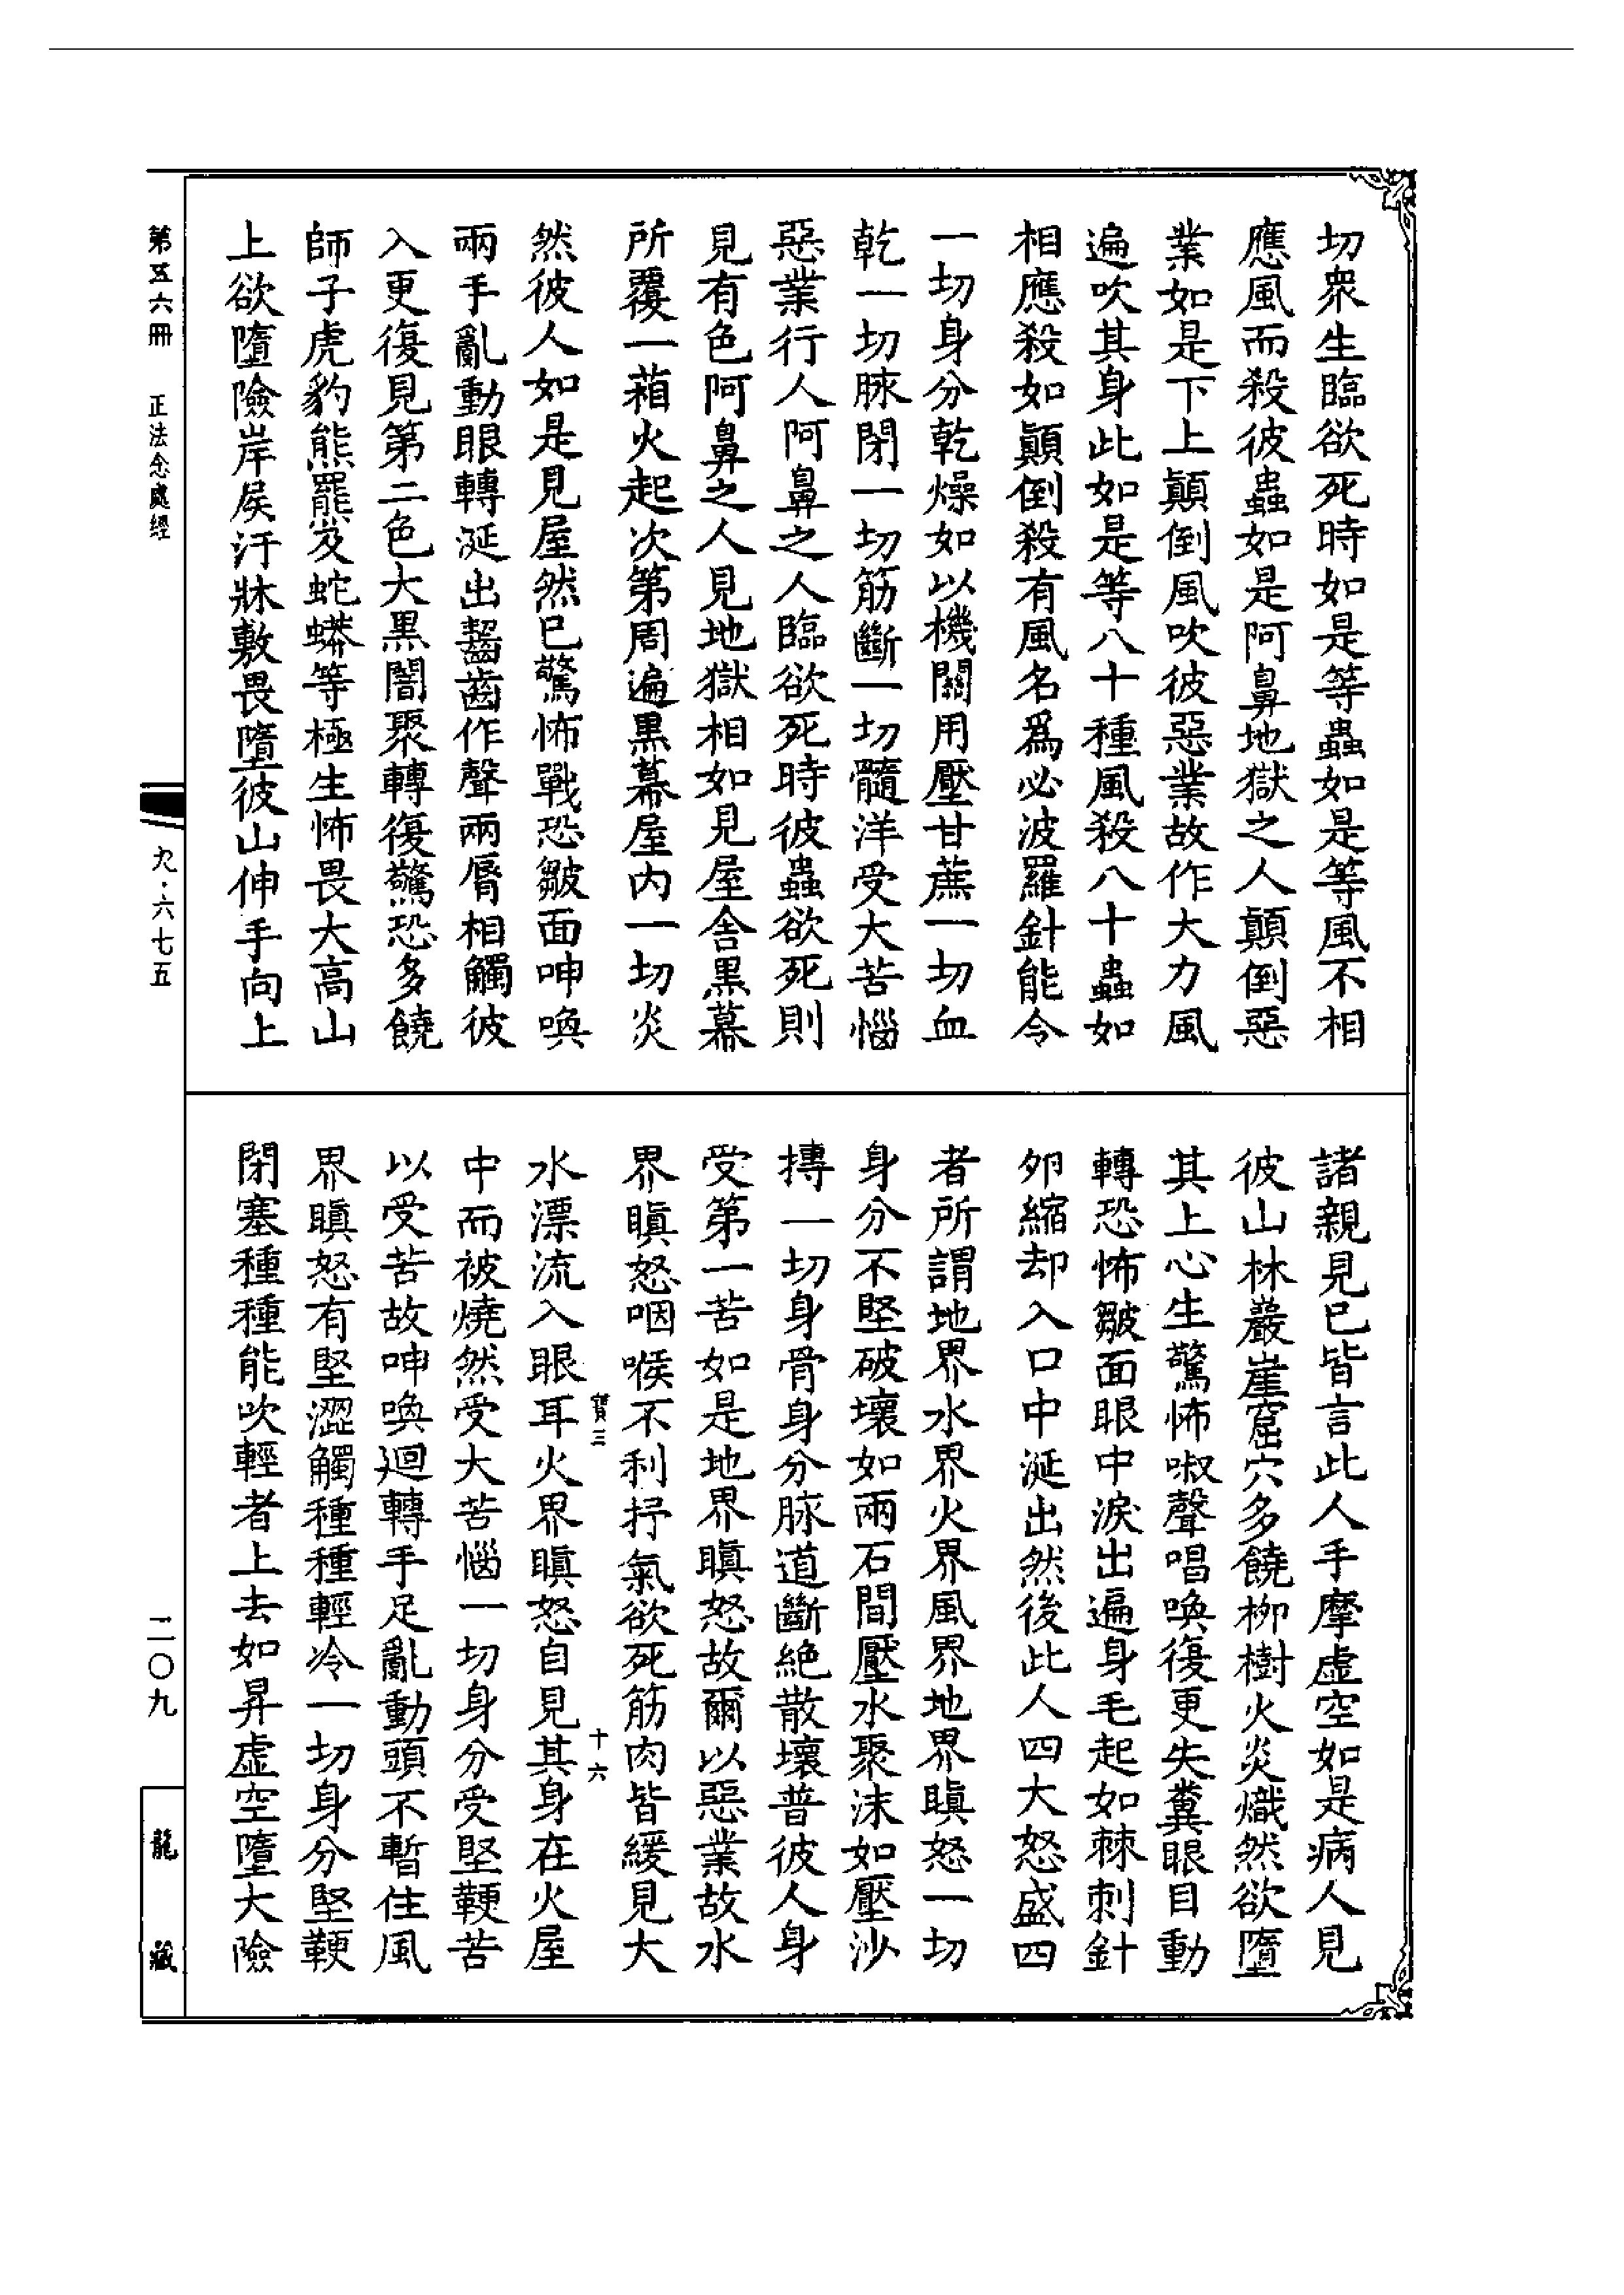 切衆生臨欲死時如是等蟲如是等風不相
應風而殺彼蟲如是阿鼻地獄之人顚倒惡
業如是下上顚倒風吹彼惡業故作大力風
遍吹其身此如是等八十種風殺八十蟲如
相應殺如顚倒殺有風名爲必波羅針能令
一切身分乾燥如以機關用壓甘蔗一切血
乾一切脉閉一切筋斷一切髓洋受大苦惱
惡業行人阿鼻之人臨欲死時彼蟲欲死則
見有色阿鼻之人見地獄相如見屋舍黒幕
所覆一葙火起次第周遍黒幕屋内一切炎
然彼人如是見屋然已驚怖戰恐皺面呻喚
兩手亂動眼轉涎出齧齒作聲兩脣相觸彼
入更復見第二色大黒闇聚轉復驚恐多饒
師子虎豹熊羆及蛇蟒等極生怖畏大高山
上欲墮險岸屎汙牀敷畏墮彼山伸手向上
諸親見已皆言此人手摩虚空如是病人見
彼山林巖崖窟穴多饒柳樹火炎熾然欲墮
其上心生驚怖呶聲唱喚復更失糞眼目動
轉恐怖皺面眼中淚出遍身毛起如棘刺針
夘縮却入口中涎出然後此人四大怒盛四
者所謂地界水界火界風界地界瞋怒一切
身分不堅破壞如兩石間壓水聚沫如壓沙
摶一切身骨身分脉道斷絶散壞普彼人身
受第一苦如是地界瞋怒故爾以惡業故水
界瞋怒咽喉不利抒氣欲死筋肉皆緩見大
水漂流入眼耳火界瞋怒自見其身在火屋
寳三
十六
中而被燒然受大苦惱一切身分受堅鞕苦
以受苦故呻喚迴轉手足亂動頭不暫住風
界瞋怒有堅澀觸種種輕冷一切身分堅鞕
閉塞種種能吹輕者上去如昇虚空墮大險
第五六冊
正法念處經
九·六七五
二〇九
龍藏